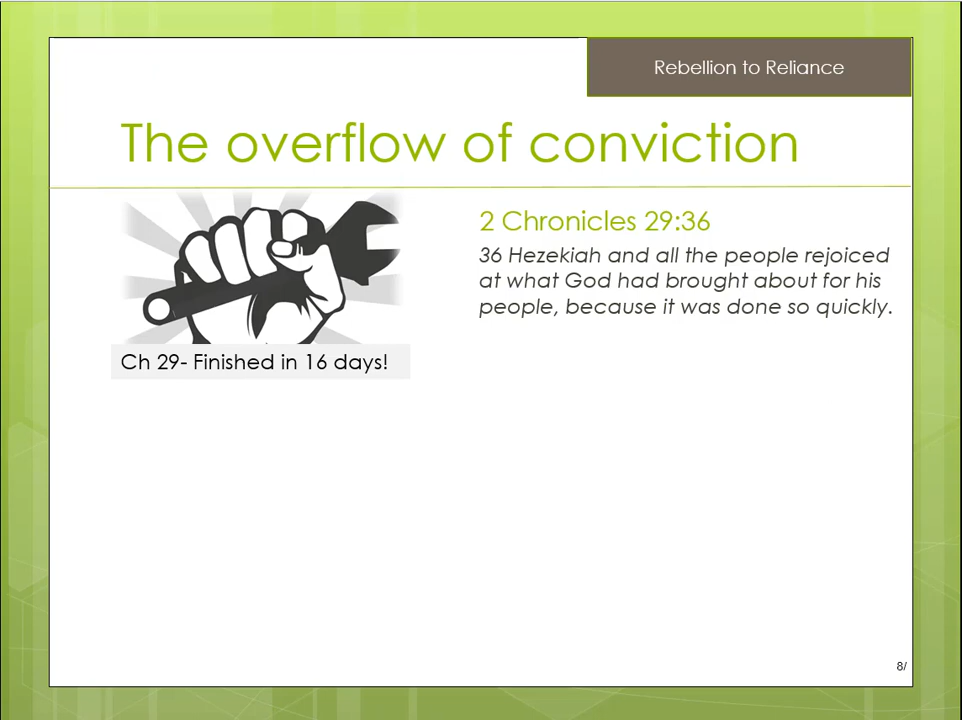 Rebellion to Reliance
The overflow of conviction
2 Chronicles 29:36
36 Hezekiah and all the people rejoiced
at what God had brought about for his
people, because it was done so quickly.
Ch 29- Finished in 16 days!
8/